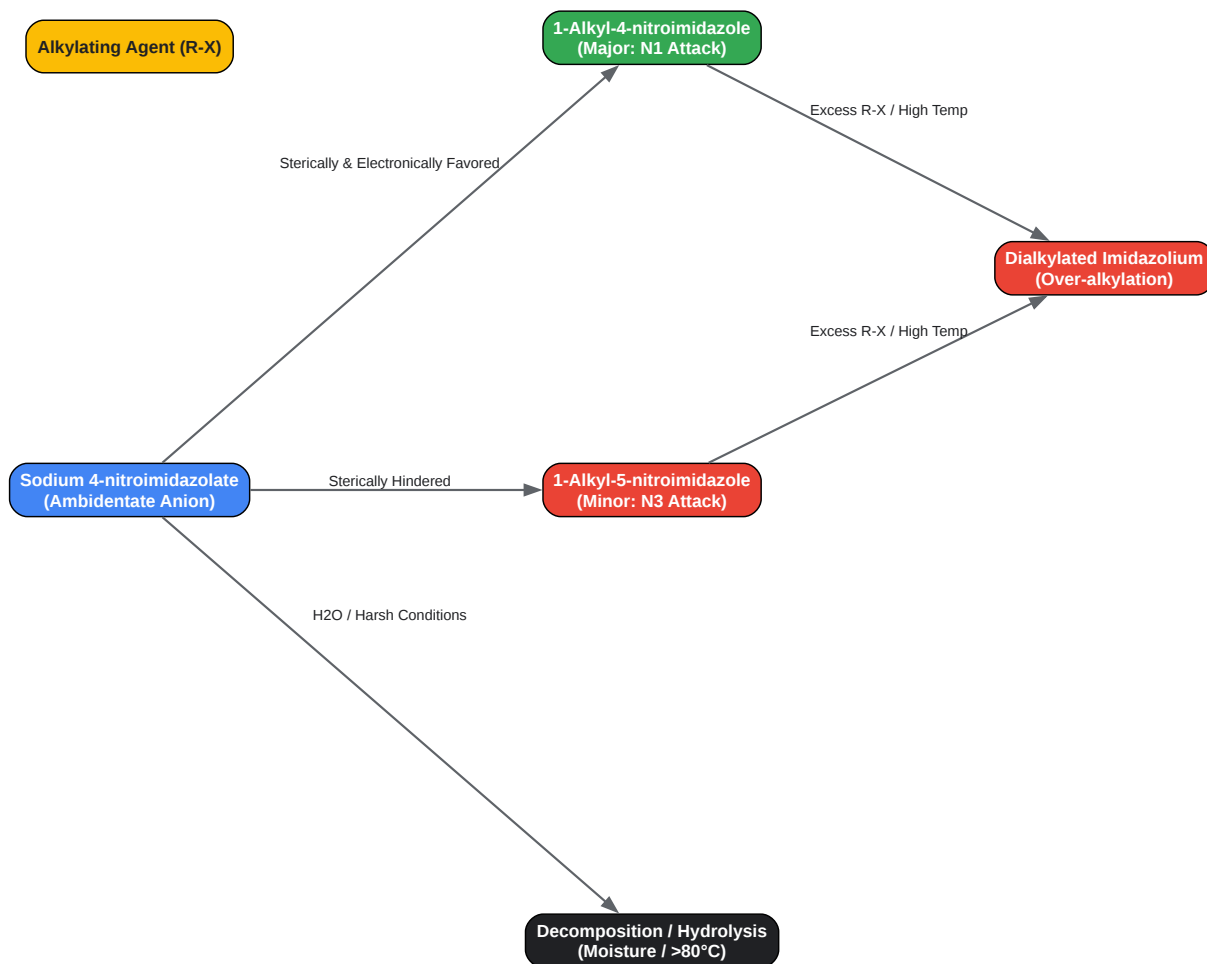 Alkylating Agent (R-X)
1-Alkyl-4-nitroimidazole
(Major: N1 Attack)
Excess R-X / High Temp
Sterically & Electronically Favored
Dialkylated Imidazolium
(Over-alkylation)
Excess R-X / High Temp
Sodium 4-nitroimidazolate
(Ambidentate Anion)
Sterically Hindered
1-Alkyl-5-nitroimidazole
(Minor: N3 Attack)
H2O / Harsh Conditions
Decomposition / Hydrolysis
(Moisture / >80°C)